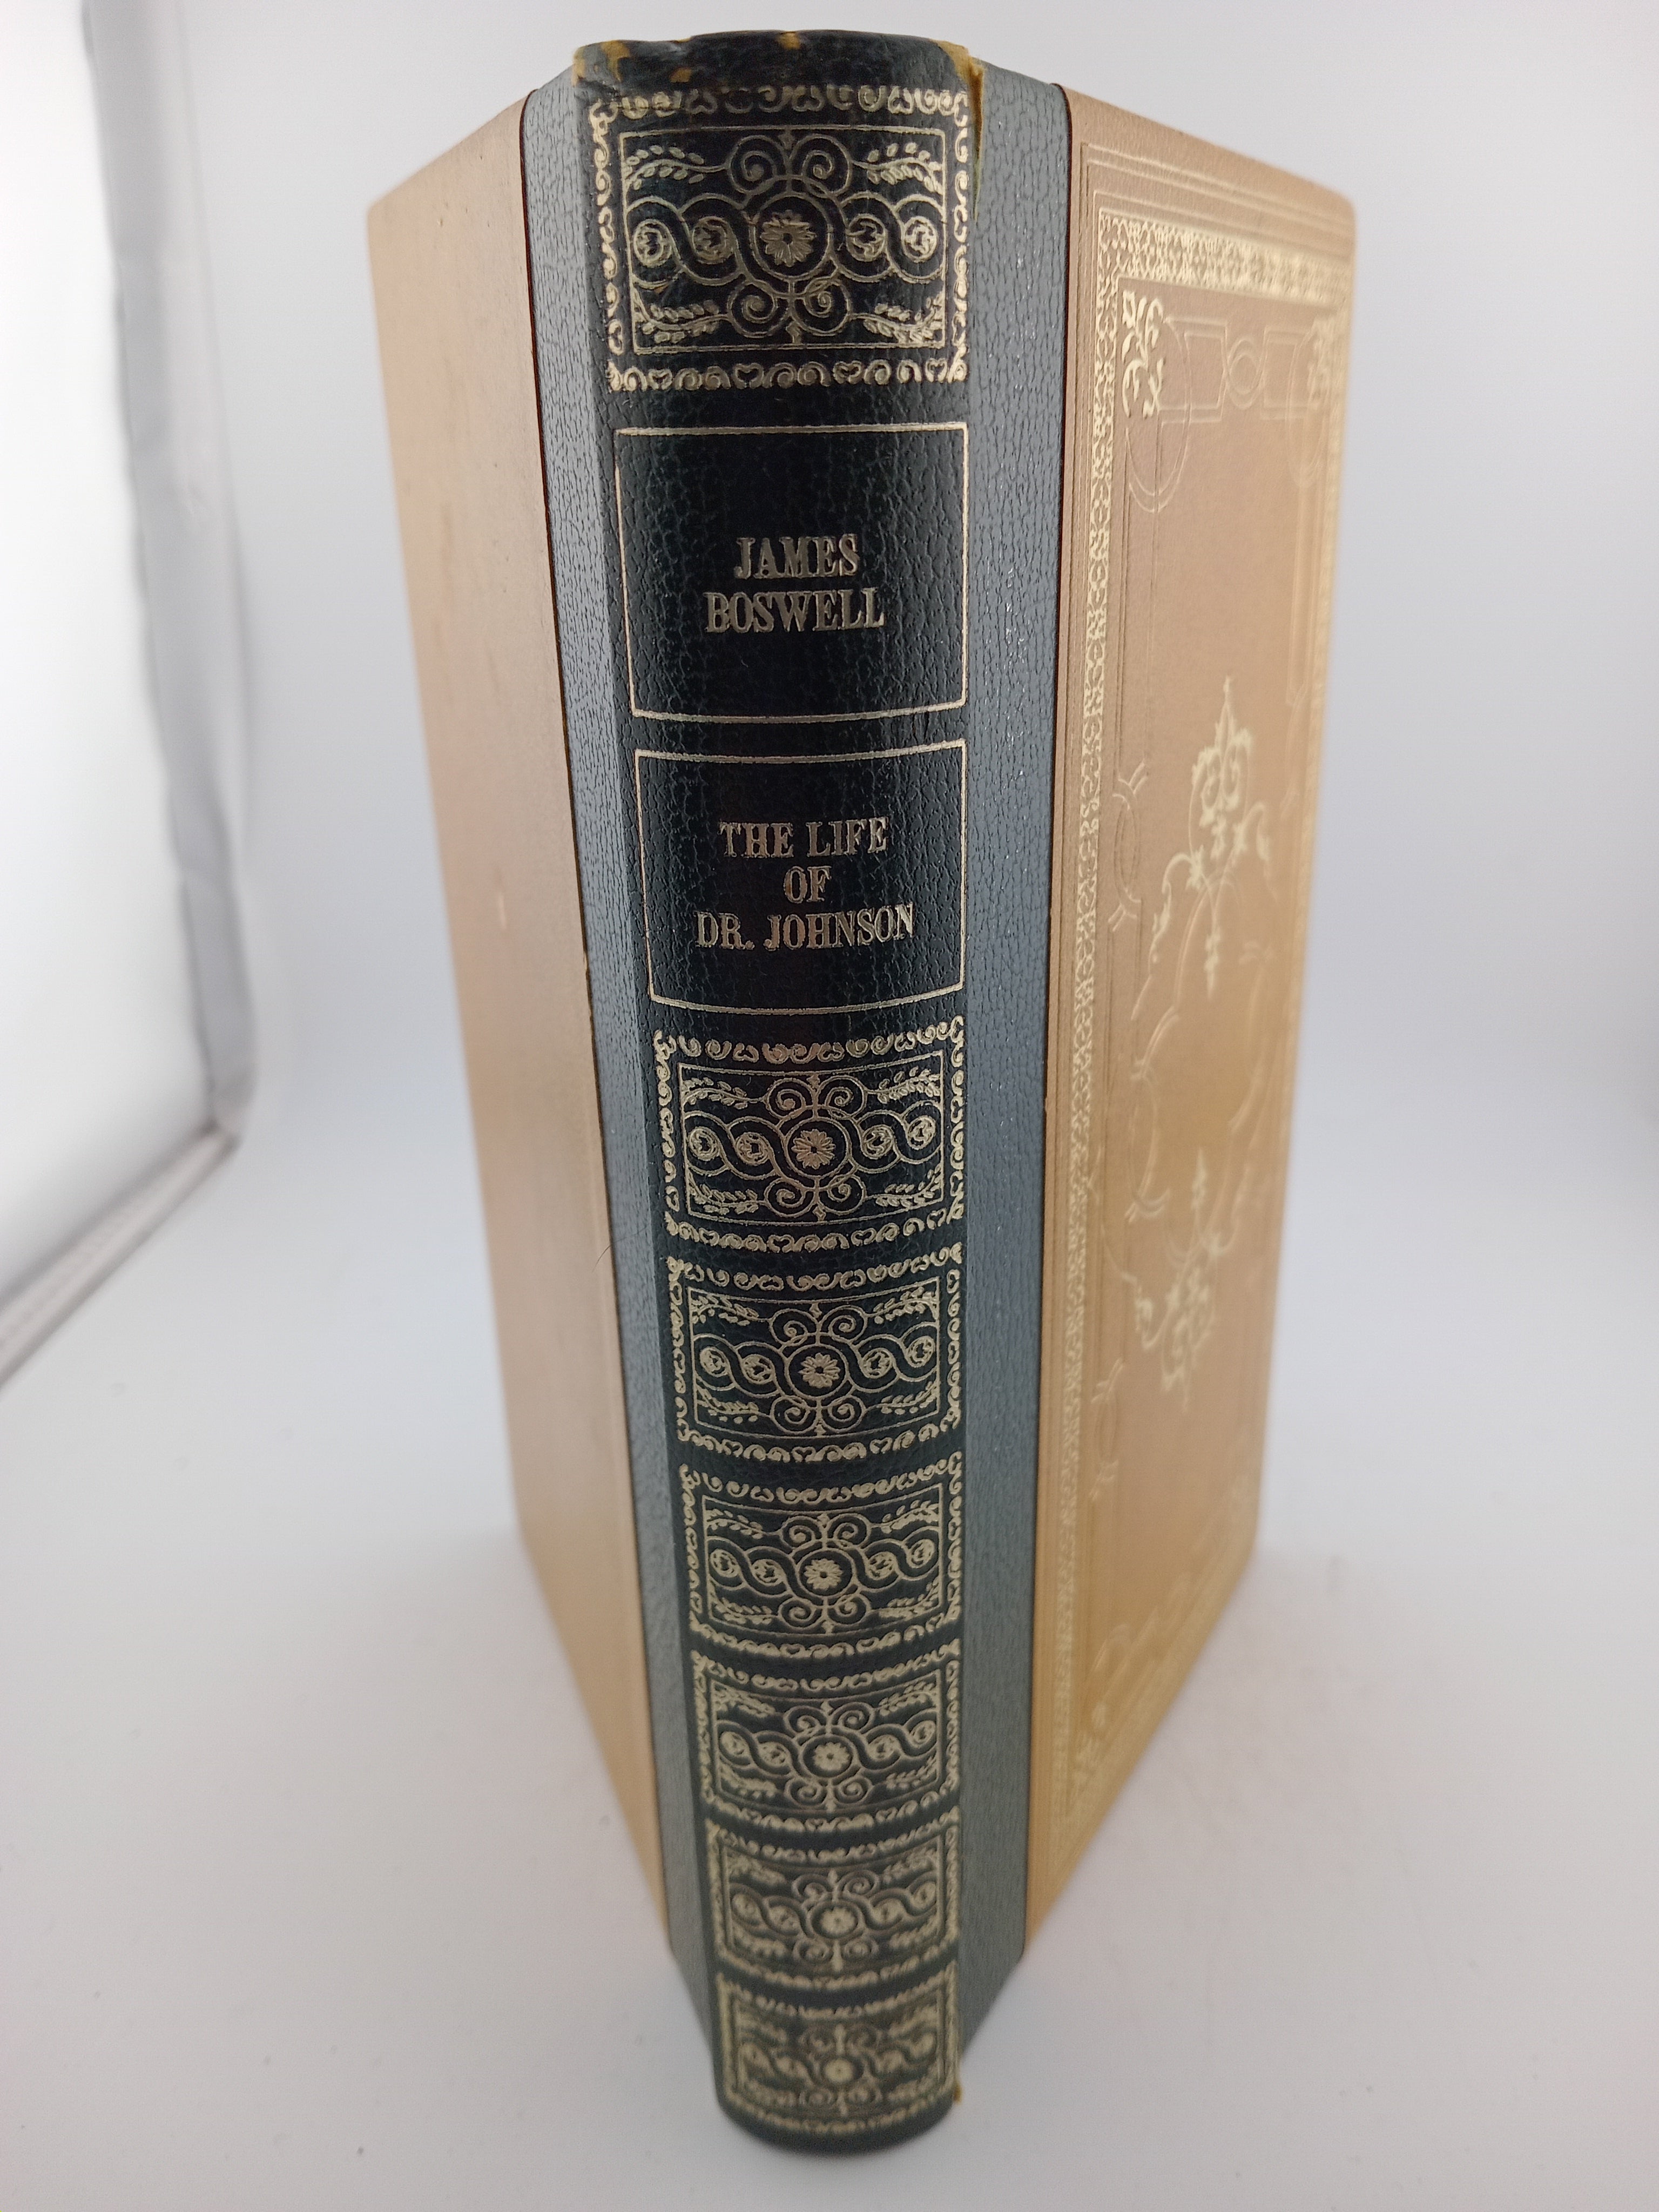 JAMES
BOSWELL
THE LIFE
OF
DR. JOHNSON